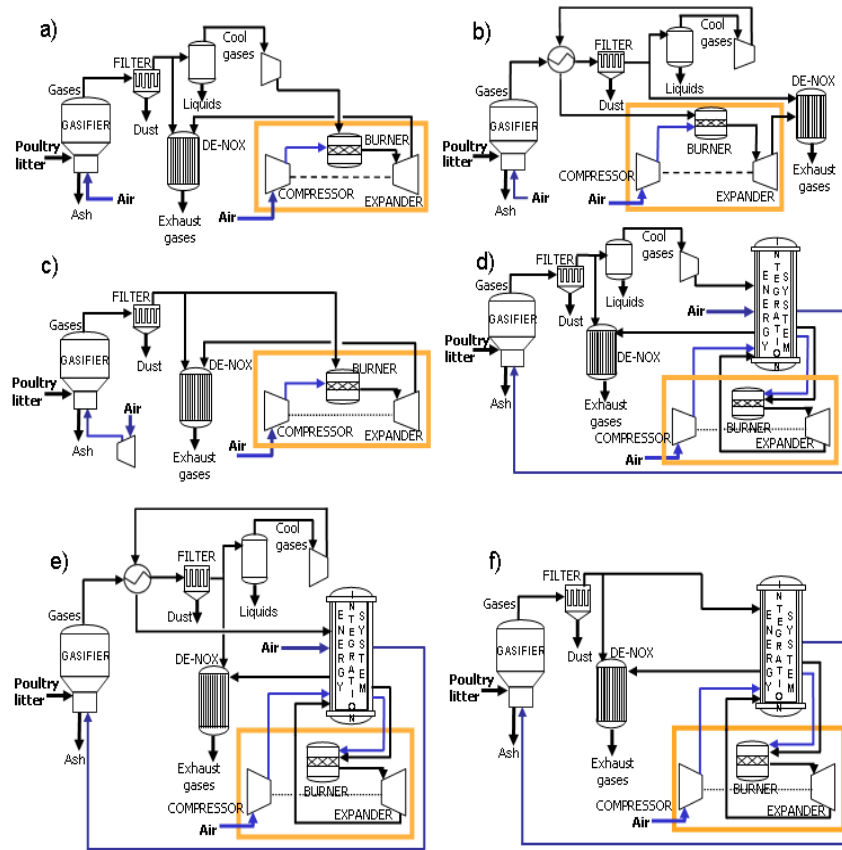 a)
FILTER
Cool
gases
Gases
Liquids
Dust
GASIFIER
Poultry
litter
DE-NOX
BURNER
COMPRESSOR
EXPANDER
Ash
Air
Exhaust
gases
Air
b)
FILTER
Cool
gases
Gases
Liquids
Dust
DE-NOX
GASIFIER
BURNER
Poultry
litter
COMPRESSOR
EXPANDER
Exhaust
gases
Ash
Air
Air
c)
FILTER
Gases
Dust
GASIFIER
DE-NOX
BURNER
Poultry
litter
Air
Ash
COMPRESSOR
EXPANDER
Exhaust
gases
Air
d)
FILTER
Cool
gases
Gases
Liquids
Dust
ENERGY
INTEGRATION
SYSTEM
Air
GASIFIER
DE-NOX
Poultry
litter
Ash
Exhaust
gases
COMPRESSOR
BURNER
EXPANDER
Air
e)
FILTER
Cool
gases
Gases
Dust
Liquids
ENERGY
INTEGRATION
SYSTEM
GASIFIER
Air
DE-NOX
Poultry
litter
Ash
Exhaust
gases
BURNER
COMPRESSOR
EXPANDER
Air
f)
FILTER
Gases
Dust
ENERGY
INTEGRATION
SYSTEM
GASIFIER
DE-NOX
Poultry
litter
Ash
Exhaust
gases
BURNER
COMPRESSOR
EXPANDER
Air